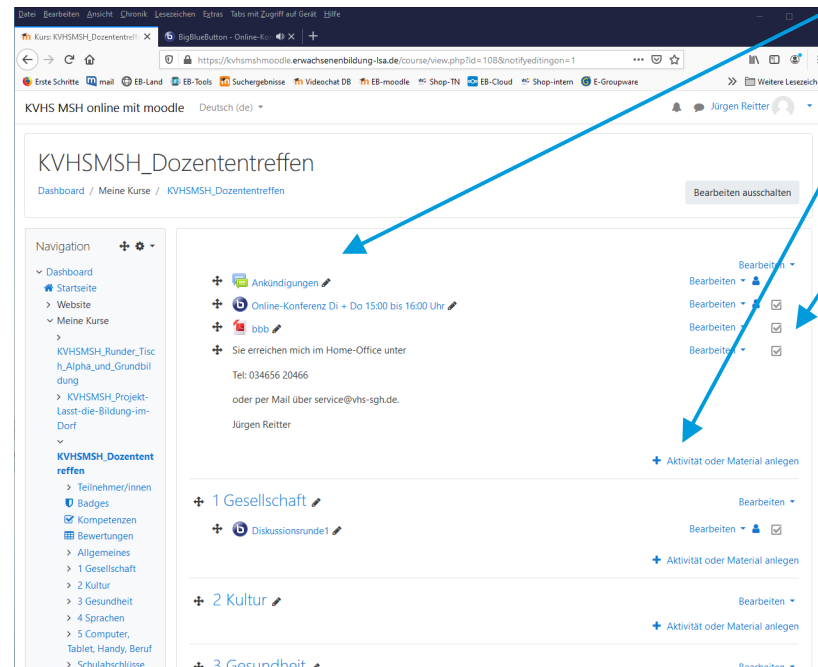 Datei Bearbeiten Ansicht Chronik Lesezeichen Extras Tabs mit Zugriff auf Gerät Hilfe
Kurs: KVHSMSH_Dozententreff
BigBlueButton - Online-Kon
https://kvhsmshmoodle.erwachsenenbildung-lsa.de/course/view.php?id=108&notifyeditingon=1
Erste Schritte mail EB-Land EB-Tools Suchergebnisse Videochat DB EB-moodle Shop-TN EB-Cloud Shop-intern E-Groupware Weitere Lesezeich
KVHS MSH online mit moodle Deutsch (de) Jürgen Reitter
KVHSMSH_Dozententreffen
Dashboard / Meine Kurse / KVHSMSH_Dozententreffen
Bearbeiten ausschalten
Navigation
Dashboard
Startseite
Website
Meine Kurse
KVHSMSH_Runder_Tisc
h_Alpha_und_Grundbil
dung
KVHSMSH_Projekt-
Lasst-die-Bildung-im-
Dorf
KVHSMSH_Dozentent
reffen
Teilnehmer/innen
Badges
Kompetenzen
Bewertungen
Allgemeines
1 Gesellschaft
2 Kultur
3 Gesundheit
4 Sprachen
5 Computer,
Tablet, Handy, Beruf
Schulabschlüsse
Bearbeiten
Ankündigungen Bearbeiten
Online-Konferenz Di + Do 15:00 bis 16:00 Uhr Bearbeiten
bbb Bearbeiten
Sie erreichen mich im Home-Office unter Bearbeiten
Tel: 034656 20466
oder per Mail über service@vhs-sgh.de.
Jürgen Reitter
+ Aktivität oder Material anlegen
1 Gesellschaft Bearbeiten
Diskussionsrunde1 Bearbeiten
+ Aktivität oder Material anlegen
2 Kultur Bearbeiten
+ Aktivität oder Material anlegen
3 Gesundheit Bearbeiten